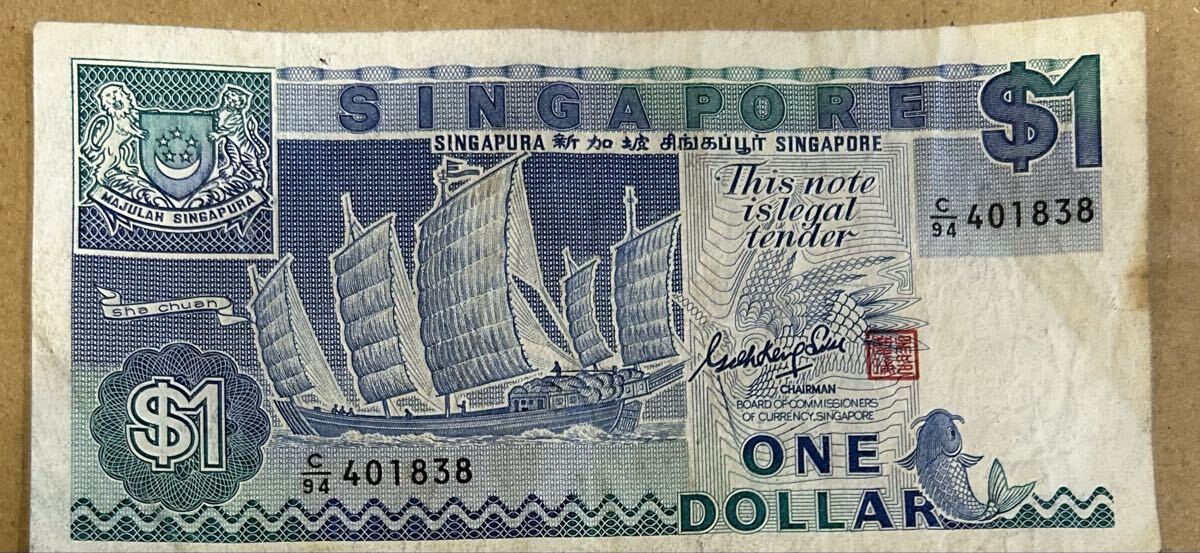 SINGAPORE
$1
SINGAPURA 新加坡 சிங்கப்பூர் SINGAPORE
MAJULAH SINGAPURA
This note
is legal
tender
C/94 401838
sha chuan
CHAIRMAN
BOARD OF COMMISSIONERS
OF CURRENCY, SINGAPORE
$1
C/94 401838
ONE
DOLLAR